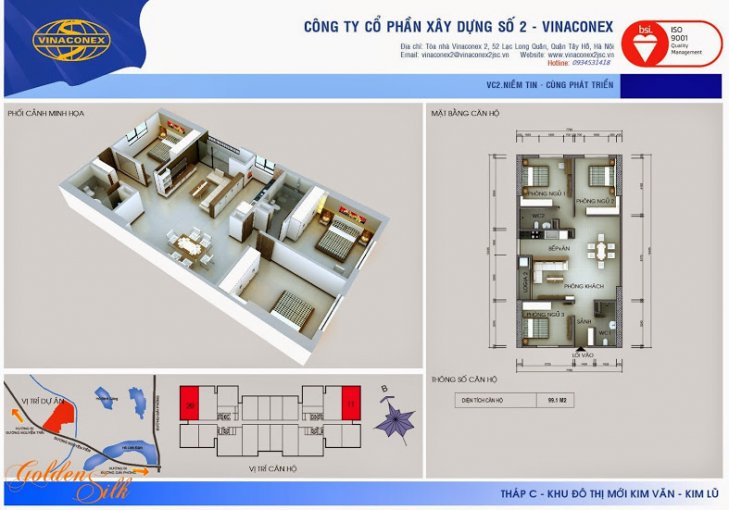 VINACONEX
CÔNG TY CỔ PHẦN XÂY DỰNG SỐ 2 - VINACONEX
Địa chỉ: Tòa nhà Vinaconex 2, 52 Lạc Long Quân, Quận Tây Hồ, Hà Nội
Email: vinaconex2@vinaconex2jsc.vn Website: www.vinaconex2jsc.vn
Hotline: 0934531418
bsi.
ISO
9001
Quality
Management
VC2.NIỀM TIN - CÙNG PHÁT TRIỂN
PHỐI CẢNH MINH HỌA
MẶT BẰNG CĂN HỘ
PHÒNG NGỦ 1
PHÒNG NGỦ 2
WC2
BẾP+ĂN
LOGIA 2
PHÒNG KHÁCH
PHÒNG NGỦ 3
SẢNH
WC1
LỐI VÀO
THÔNG SỐ CĂN HỘ
DIỆN TÍCH CĂN HỘ 99.1 M2
VỊ TRÍ DỰ ÁN
20
11
B
VỊ TRÍ CĂN HỘ
Golden
Silk
THÁP C - KHU ĐÔ THỊ MỚI KIM VĂN - KIM LŨ